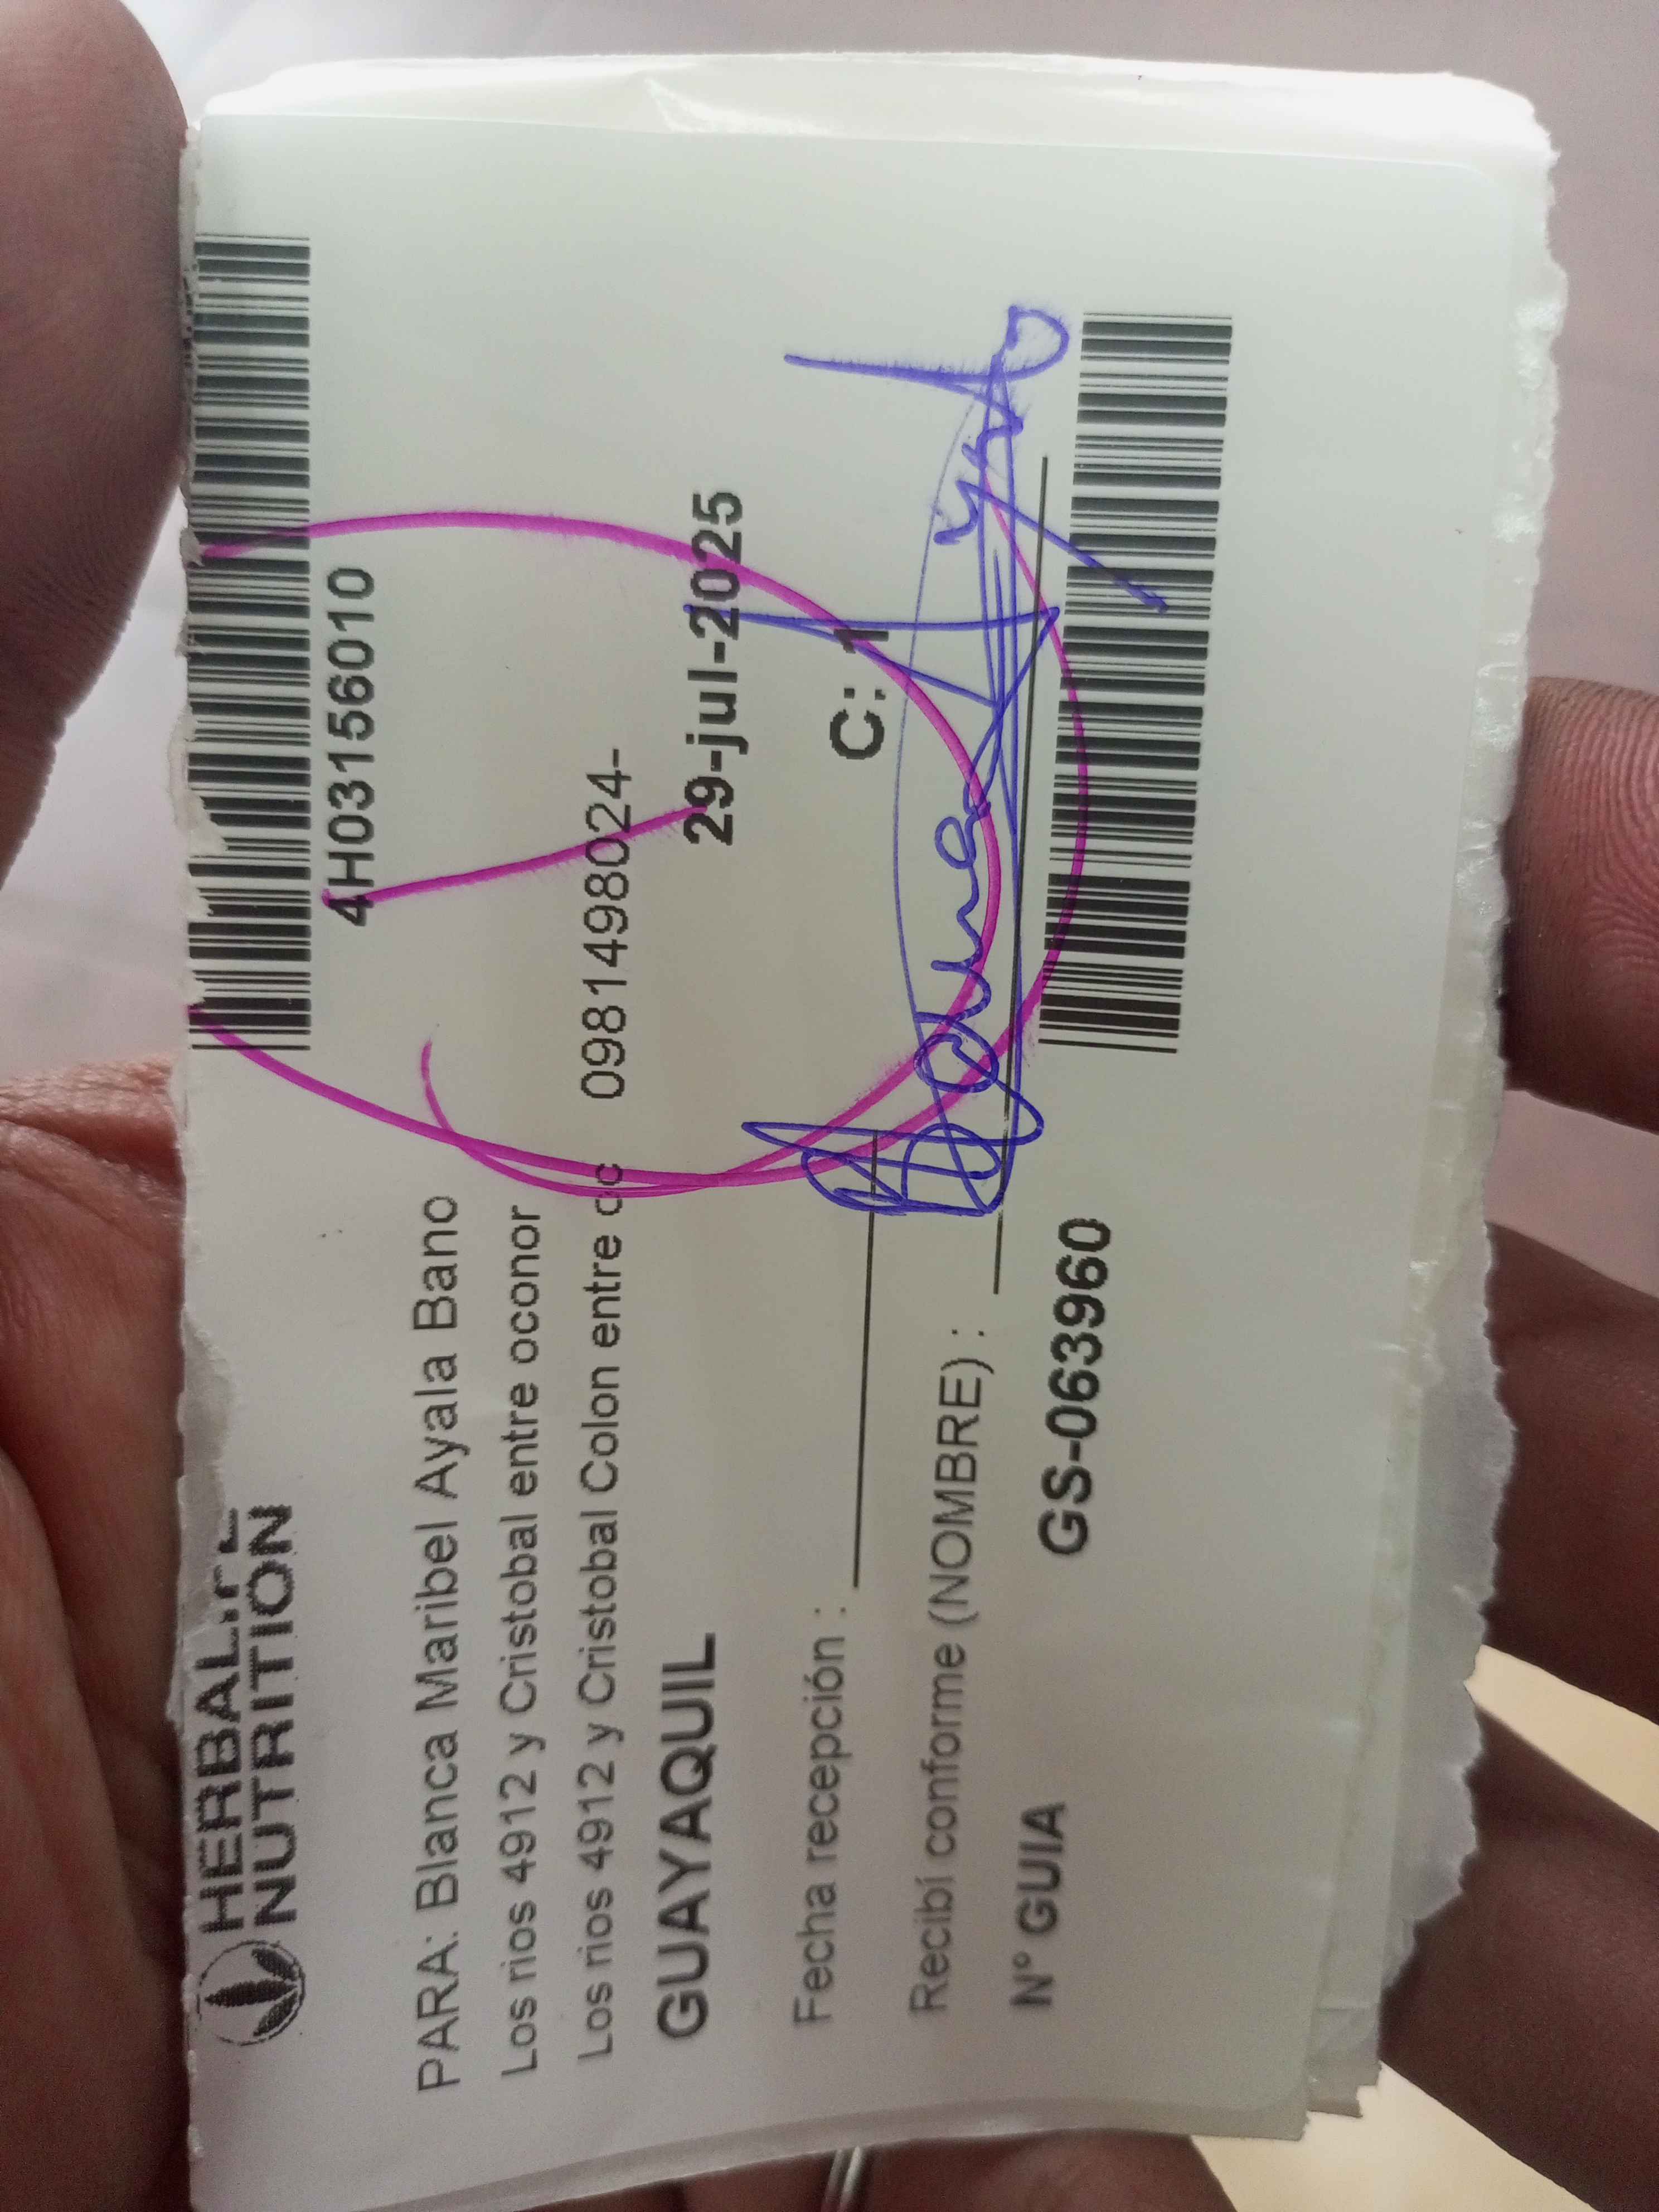 HERBALIFE
NUTRITION
4H03156010
PARA: Blanca Maribel Ayala Bano
Los rios 4912 y Cristobal entre oconor
Los rios 4912 y Cristobal Colon entre oc 0981498024-
GUAYAQUIL 29-jul-2025
Fecha recepción : C: 1
Recibí conforme (NOMBRE) :
N° GUIA GS-063960